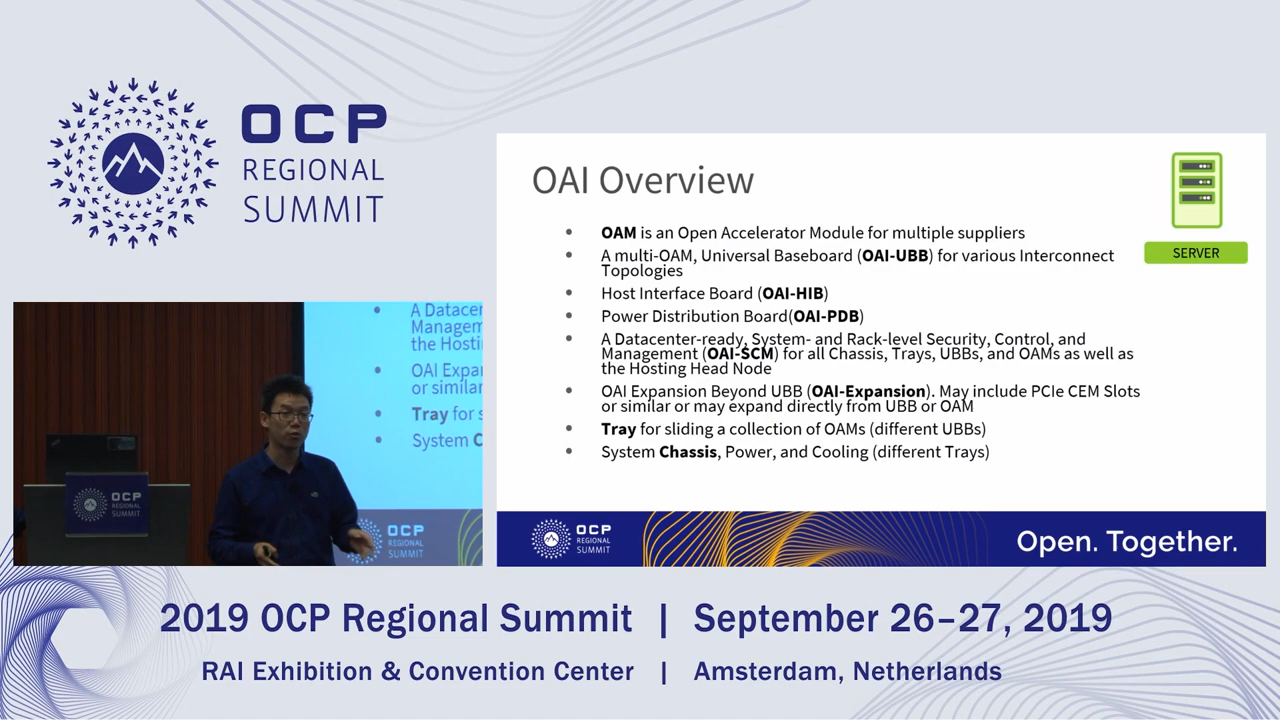 OCP
REGIONAL
SUMMIT
OAI Overview
SERVER
• OAM is an Open Accelerator Module for multiple suppliers
• A multi-OAM, Universal Baseboard (OAI-UBB) for various Interconnect
Topologies
• Host Interface Board (OAI-HIB)
• Power Distribution Board(OAI-PDB)
• A Datacenter-ready, System- and Rack-level Security, Control, and
Management (OAI-SCM) for all Chassis, Trays, UBBs, and OAMs as well as
the Hosting Head Node
• OAI Expansion Beyond UBB (OAI-Expansion). May include PCIe CEM Slots
or similar or may expand directly from UBB or OAM
• Tray for sliding a collection of OAMs (different UBBs)
• System Chassis, Power, and Cooling (different Trays)
OCP
REGIONAL
SUMMIT
Open. Together.
• A Datacer
Managem
the Hosti
• OAI Expa
or similar
• Tray for s
• System C
OCP
REGIONAL
SUMMIT
OCP
REGIONAL
SUMMIT
2019 OCP Regional Summit | September 26–27, 2019
RAI Exhibition & Convention Center | Amsterdam, Netherlands